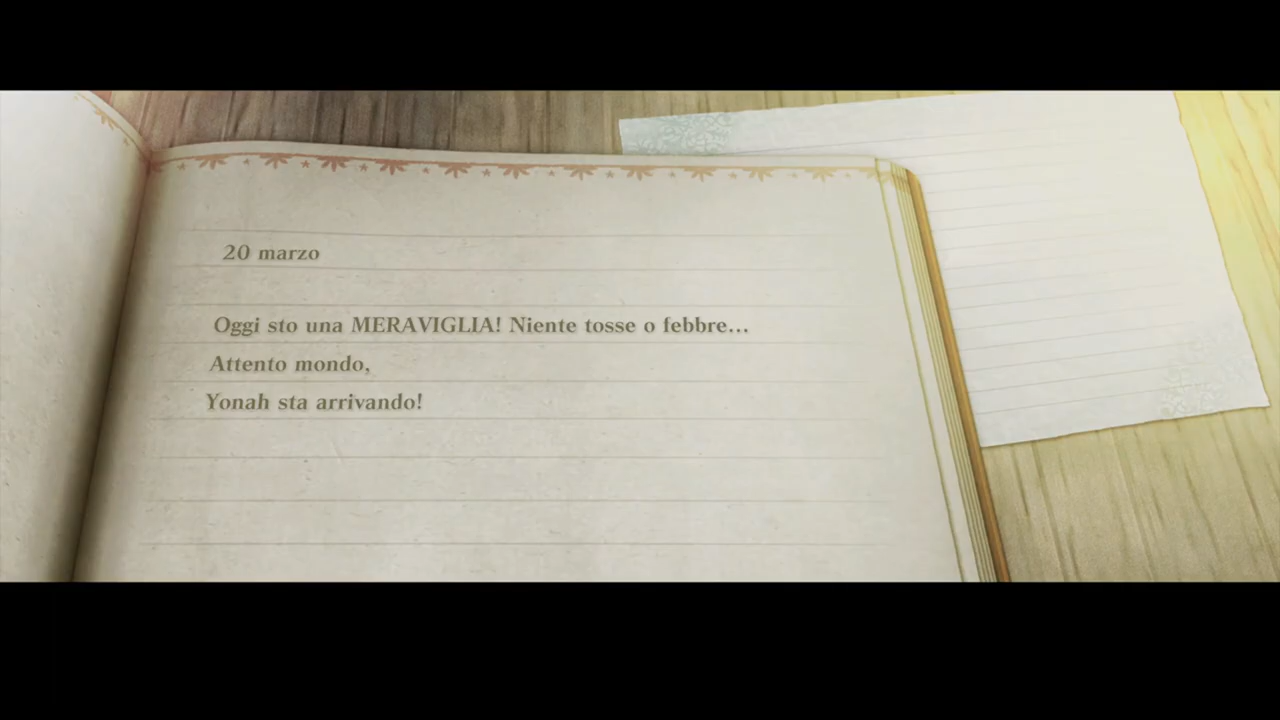 20 marzo
Oggi sto una MERAVIGLIA! Niente tosse o febbre...
Attento mondo,
Yonah sta arrivando!